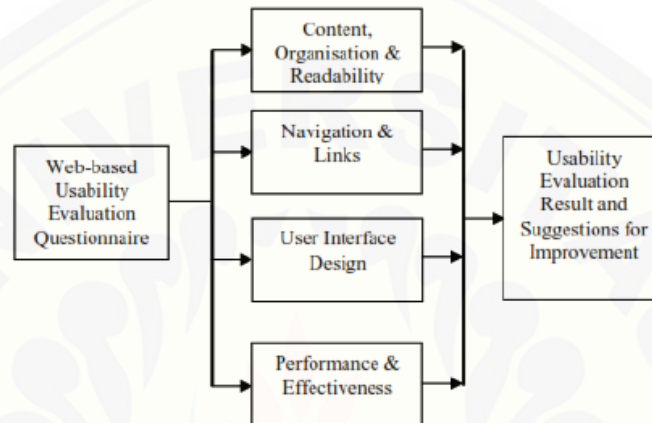 Content,
Organisation &
Readability
Navigation &
Links
Web-based
Usability
Evaluation
Questionnaire
User Interface
Design
Performance &
Effectiveness
Usability
Evaluation
Result and
Suggestions for
Improvement